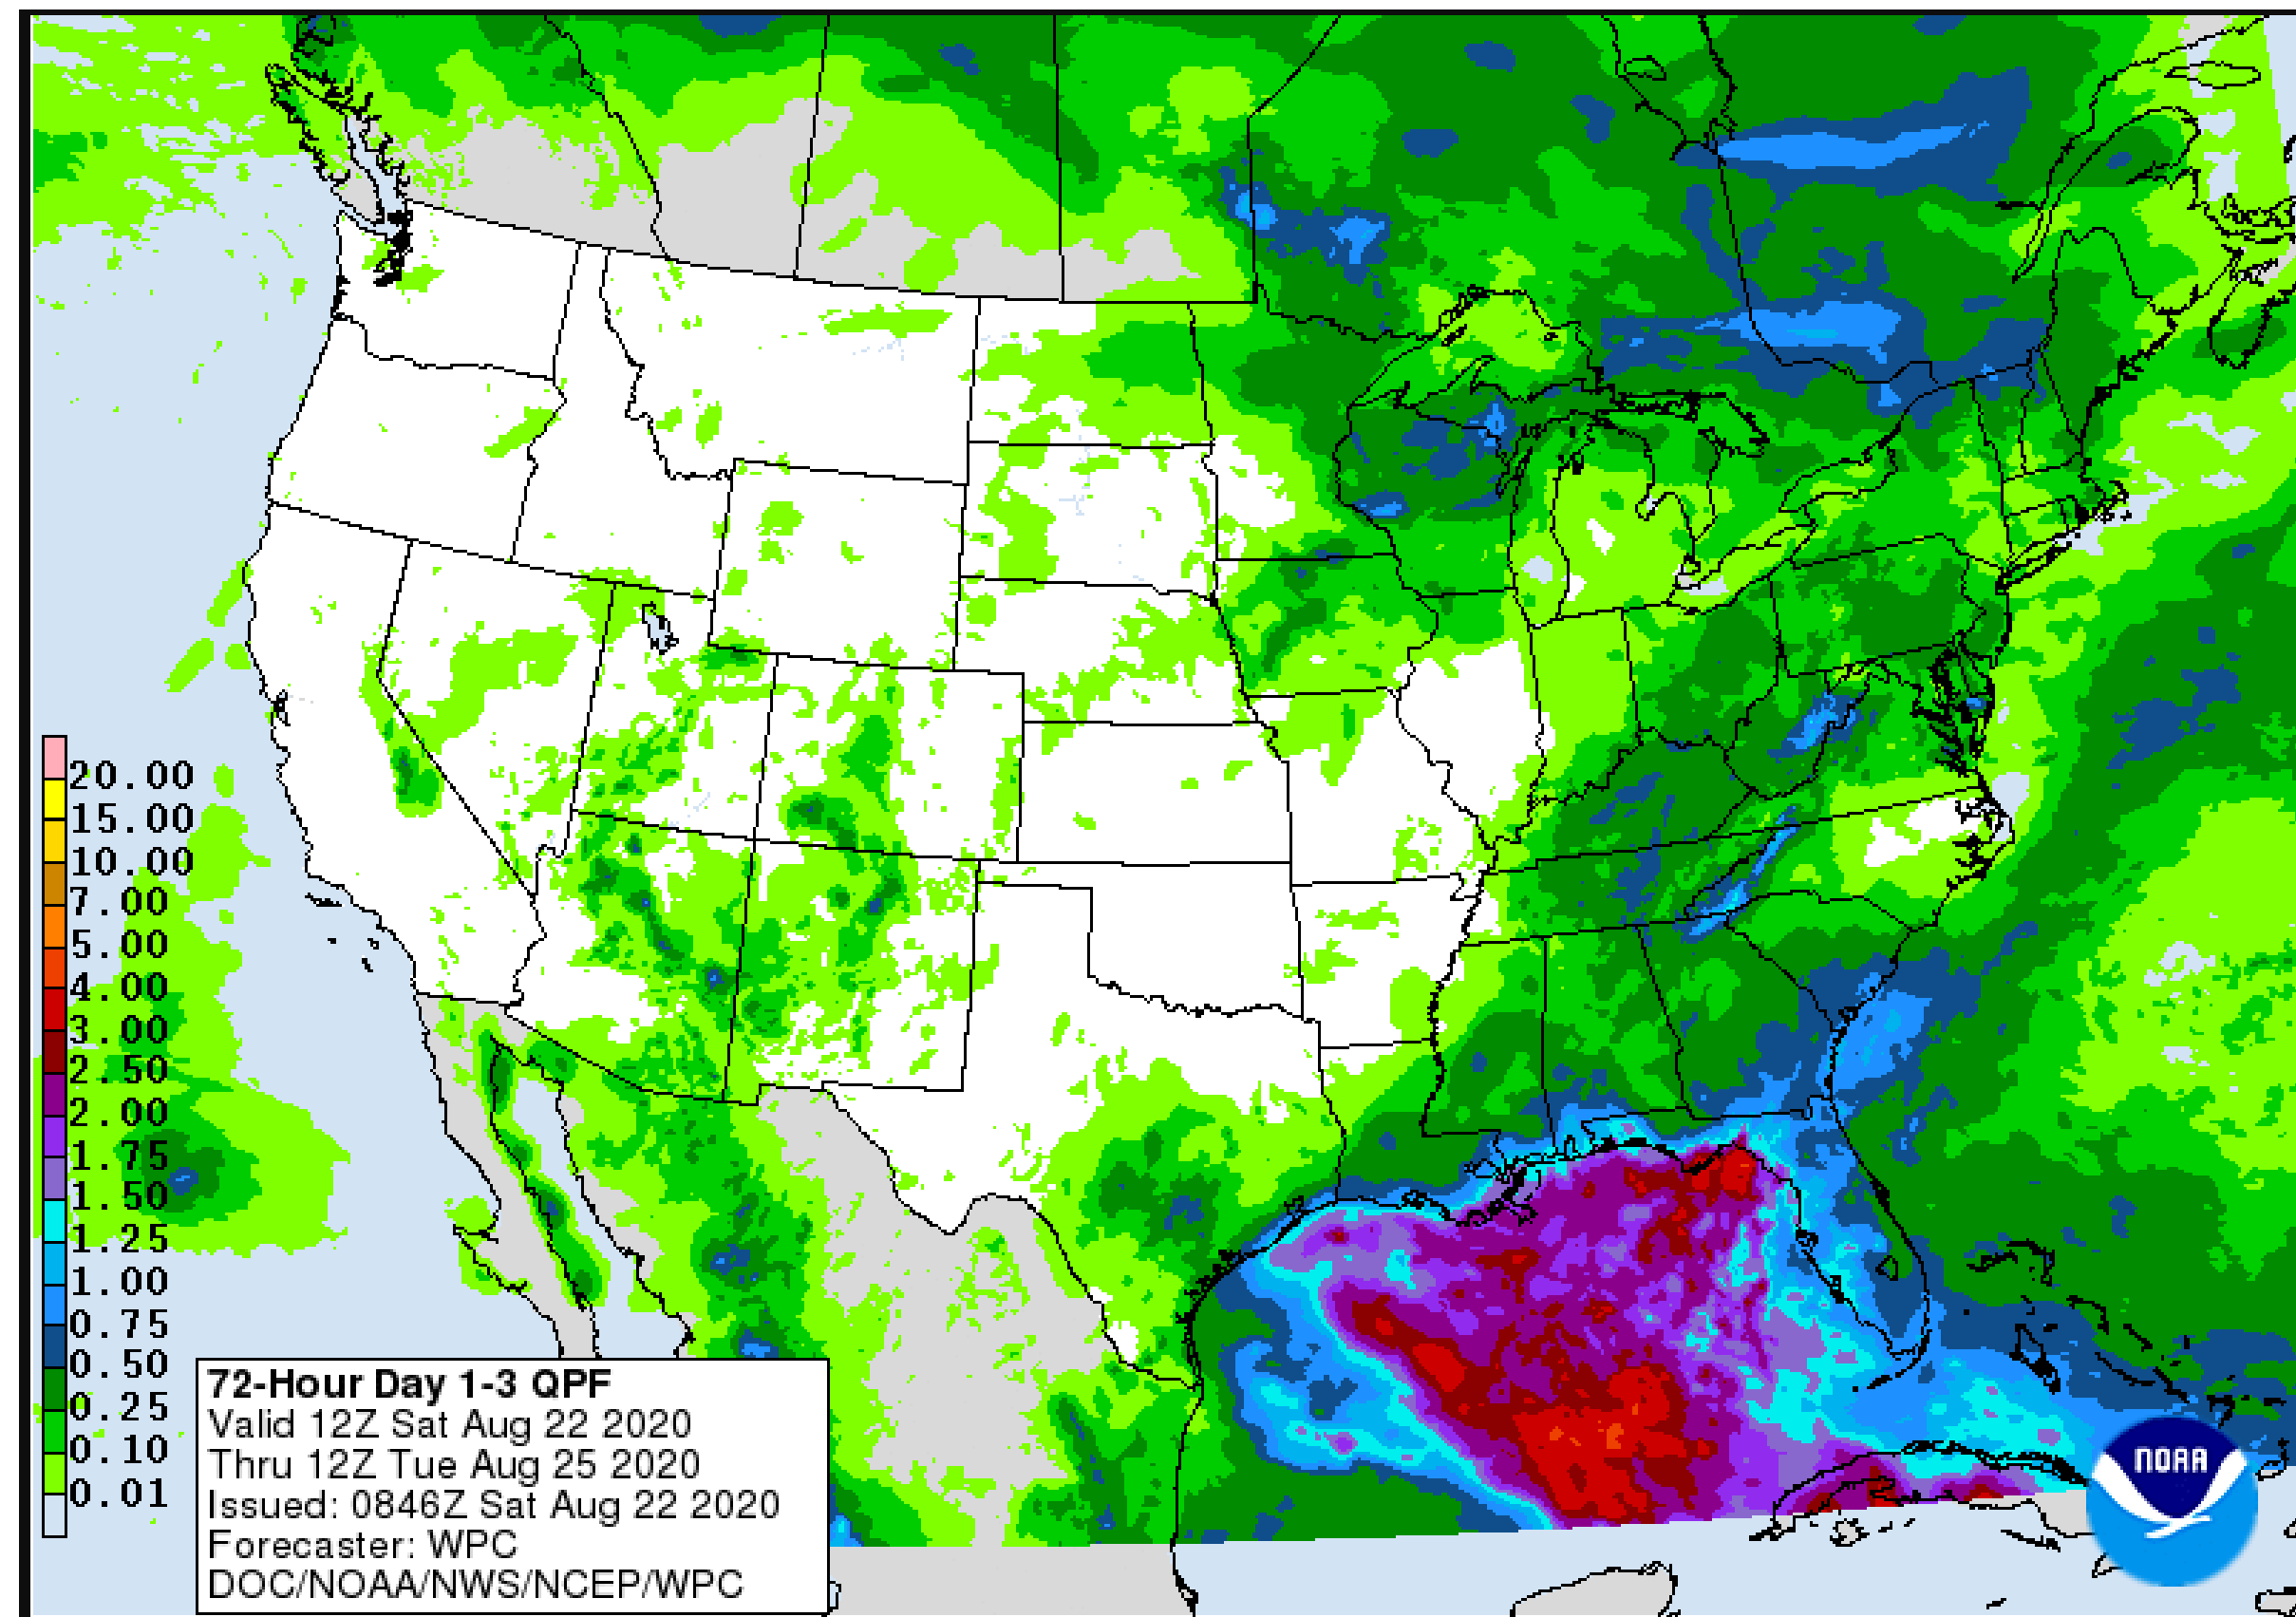 20.00
15.00
10.00
7.00
5.00
4.00
3.00
2.50
2.00
1.75
1.50
1.25
1.00
0.75
0.50
0.25
0.10
0.01
72-Hour Day 1-3 QPF
Valid 12Z Sat Aug 22 2020
Thru 12Z Tue Aug 25 2020
Issued: 0846Z Sat Aug 22 2020
Forecaster: WPC
DOC/NOAA/NWS/NCEP/WPC
NOAA